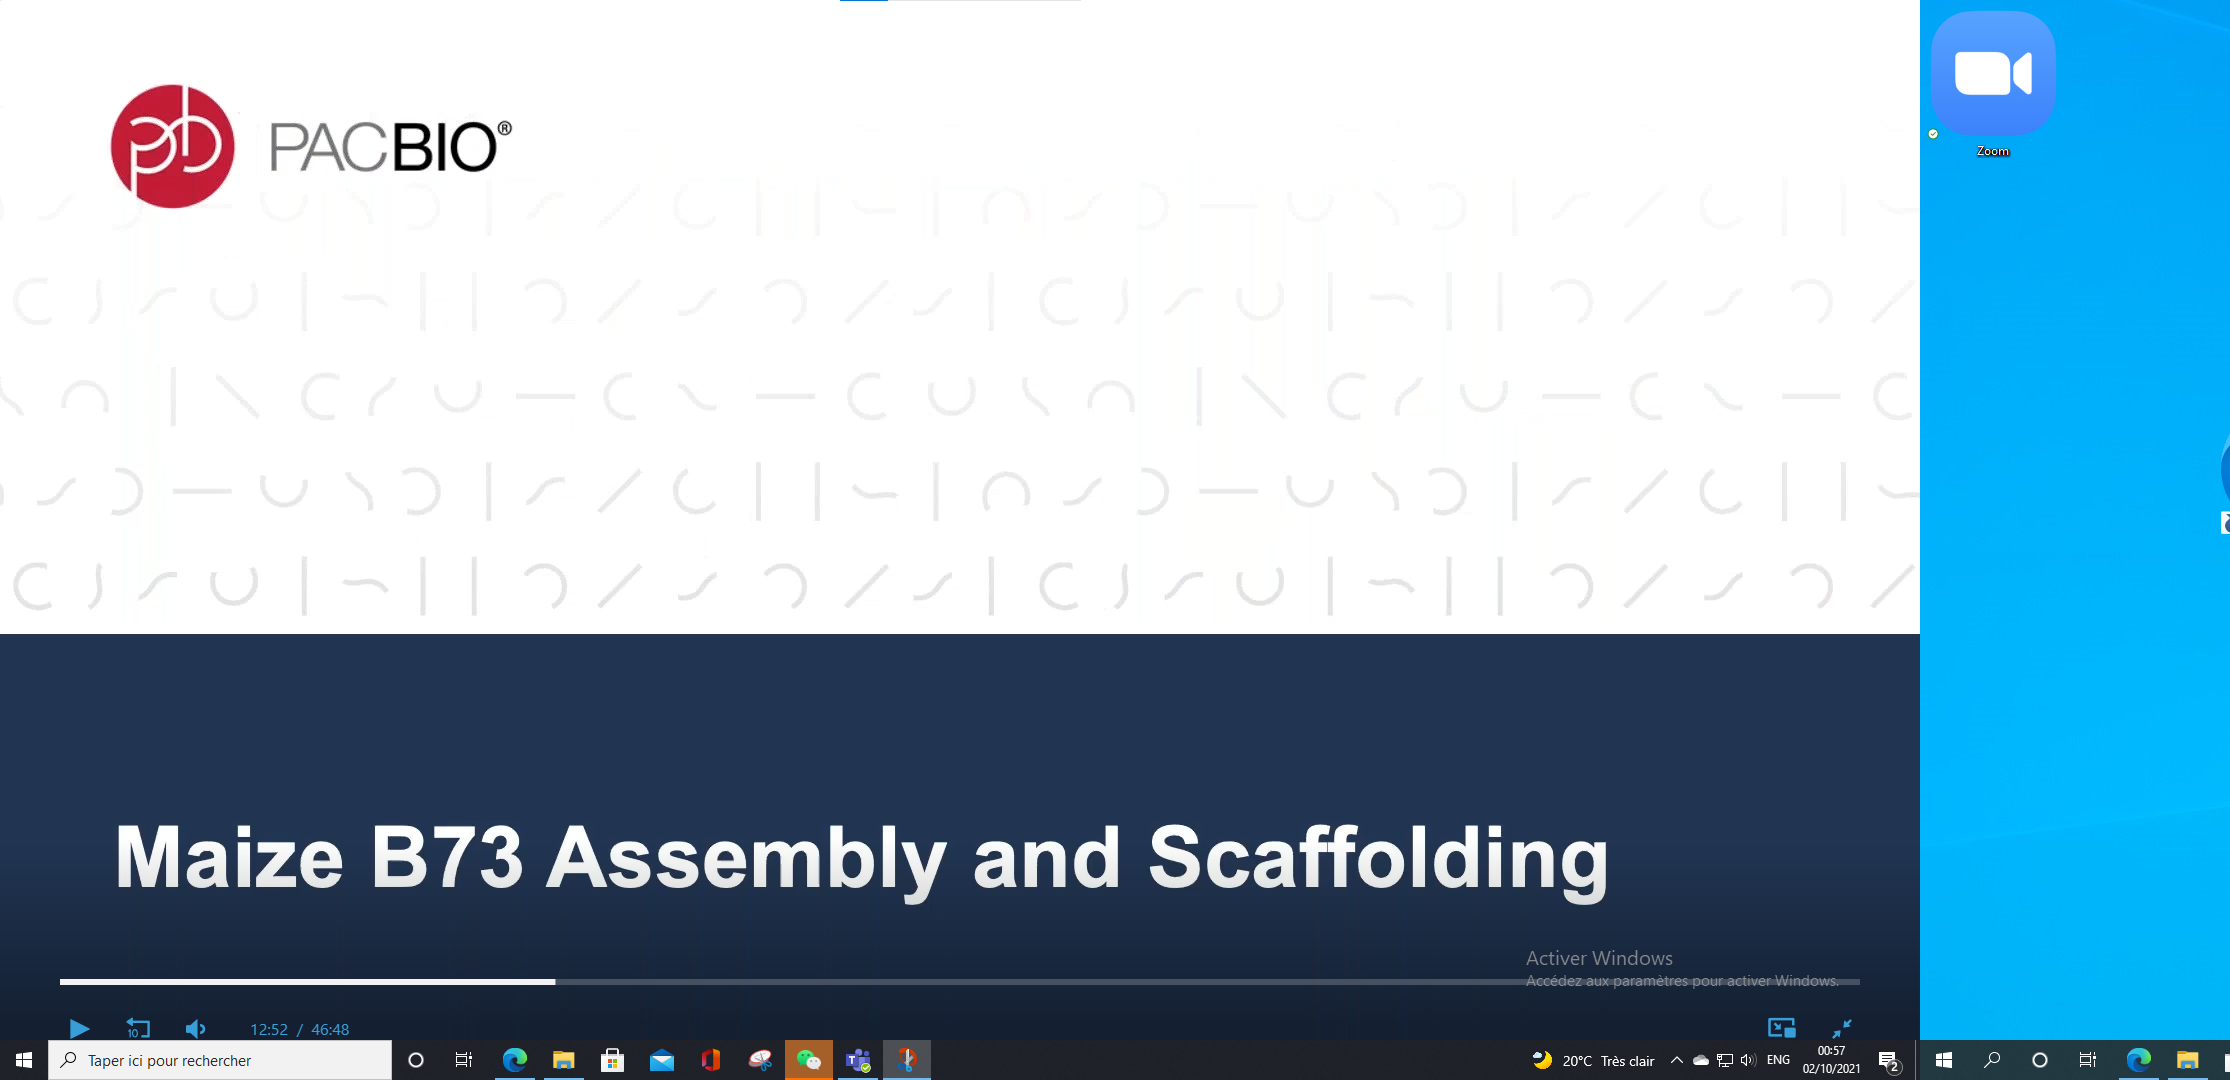 PACBIO®
Zoom
Maize B73 Assembly and Scaffolding
Activer Windows
Accédez aux paramètres pour activer Windows.
10
12:52 / 46:48
Taper ici pour rechercher
20°C Très clair
ENG
00:57
02/10/2021
2